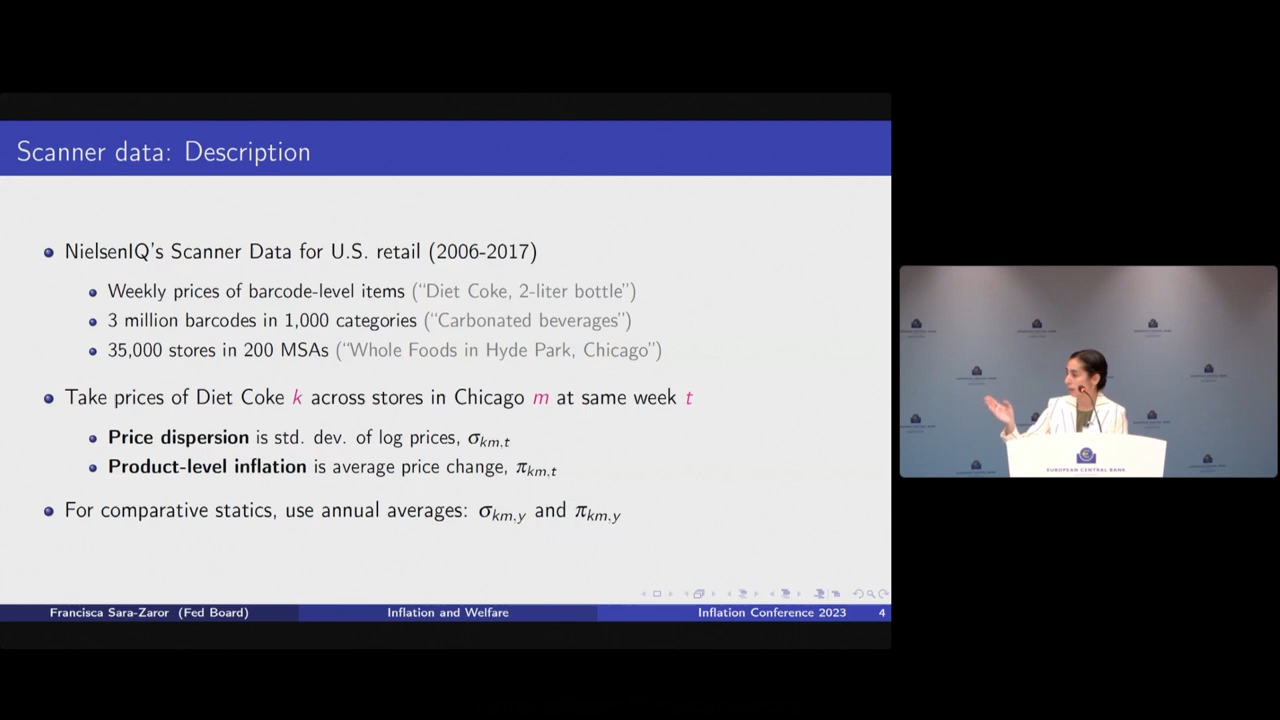 Scanner data: Description
NielsenIQ's Scanner Data for U.S. retail (2006-2017)
Weekly prices of barcode-level items (“Diet Coke, 2-liter bottle”)
3 million barcodes in 1,000 categories (“Carbonated beverages”)
35,000 stores in 200 MSAs (“Whole Foods in Hyde Park, Chicago”)
Take prices of Diet Coke k across stores in Chicago m at same week t
Price dispersion is std. dev. of log prices, σkm,t
Product-level inflation is average price change, πkm,t
For comparative statics, use annual averages: σkm,y and πkm,y
Francisca Sara-Zaror (Fed Board) Inflation and Welfare Inflation Conference 2023 4
EUROPEAN CENTRAL BANK